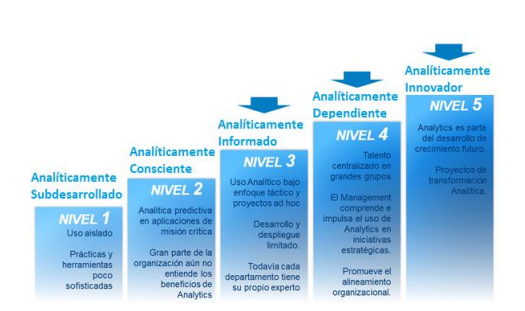 Analíticamente
Subdesarrollado
NIVEL 1
Uso aislado
Prácticas y
herramientas
poco
sofisticadas
Analíticamente
Consciente
NIVEL 2
Analítica predictiva
en aplicaciones de
misión crítica
Gran parte de la
organización aún no
entiende los
beneficios de
Analytics
Analíticamente
Informado
NIVEL 3
Uso Analítico bajo
enfoque táctico y
proyectos ad hoc
Desarrollo y
despliegue
limitado.
Todavía cada
departamento tiene
su propio experto
Analíticamente
Dependiente
NIVEL 4
Talento
centralizado en
grandes grupos
El Management
comprende e
impulsa el uso de
Analytics en
iniciativas
estratégicas.
Promueve el
alineamiento
organizacional.
Analíticamente
Innovador
NIVEL 5
Analytics es parte
del desarrollo de
crecimiento futuro.
Proyectos de
transformación
Analítica.